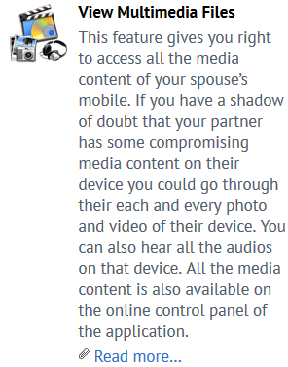 View Multimedia Files
This feature gives you right
to access all the media
content of your spouse's
mobile. If you have a shadow
of doubt that your partner
has some compromising
media content on their
device you could go through
their each and every photo
and video of their device. You
can also hear all the audios
on that device. All the media
content is also available on
the online control panel of
the application.
Read more...